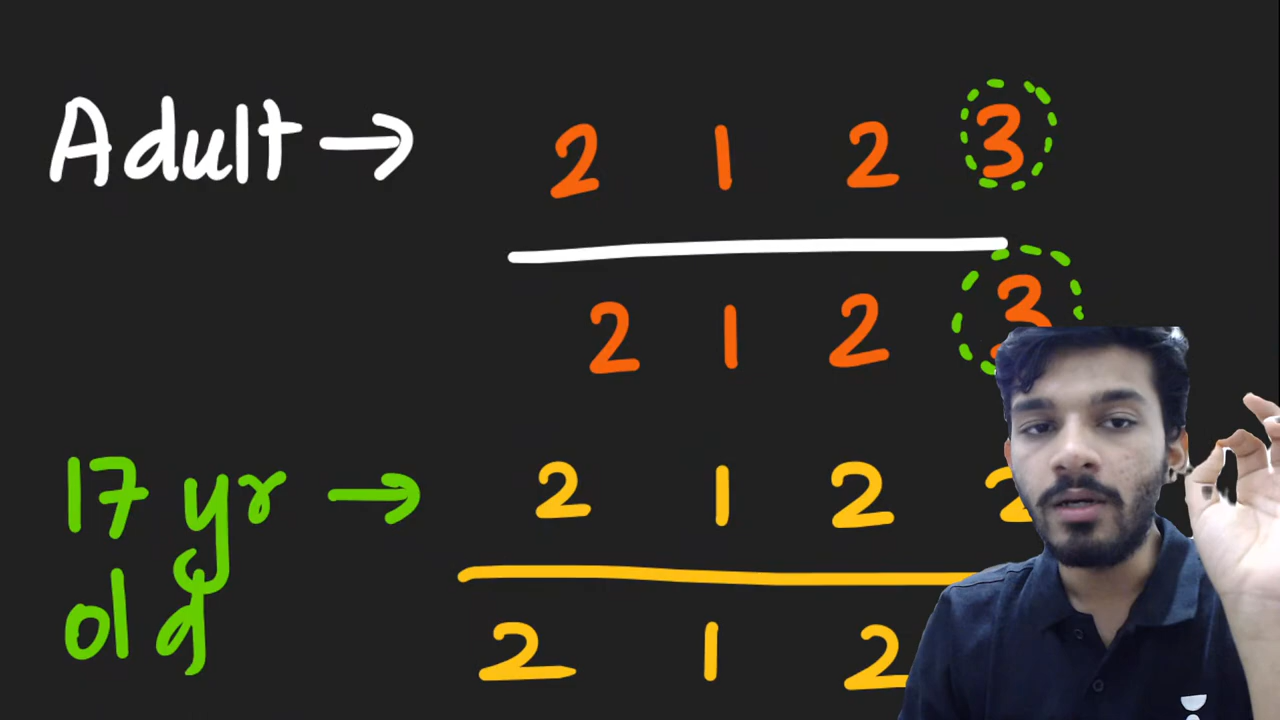 Adult → 2 1 2 3
2 1 2 3
17 yr → 2 1 2 2
old
2 1 2